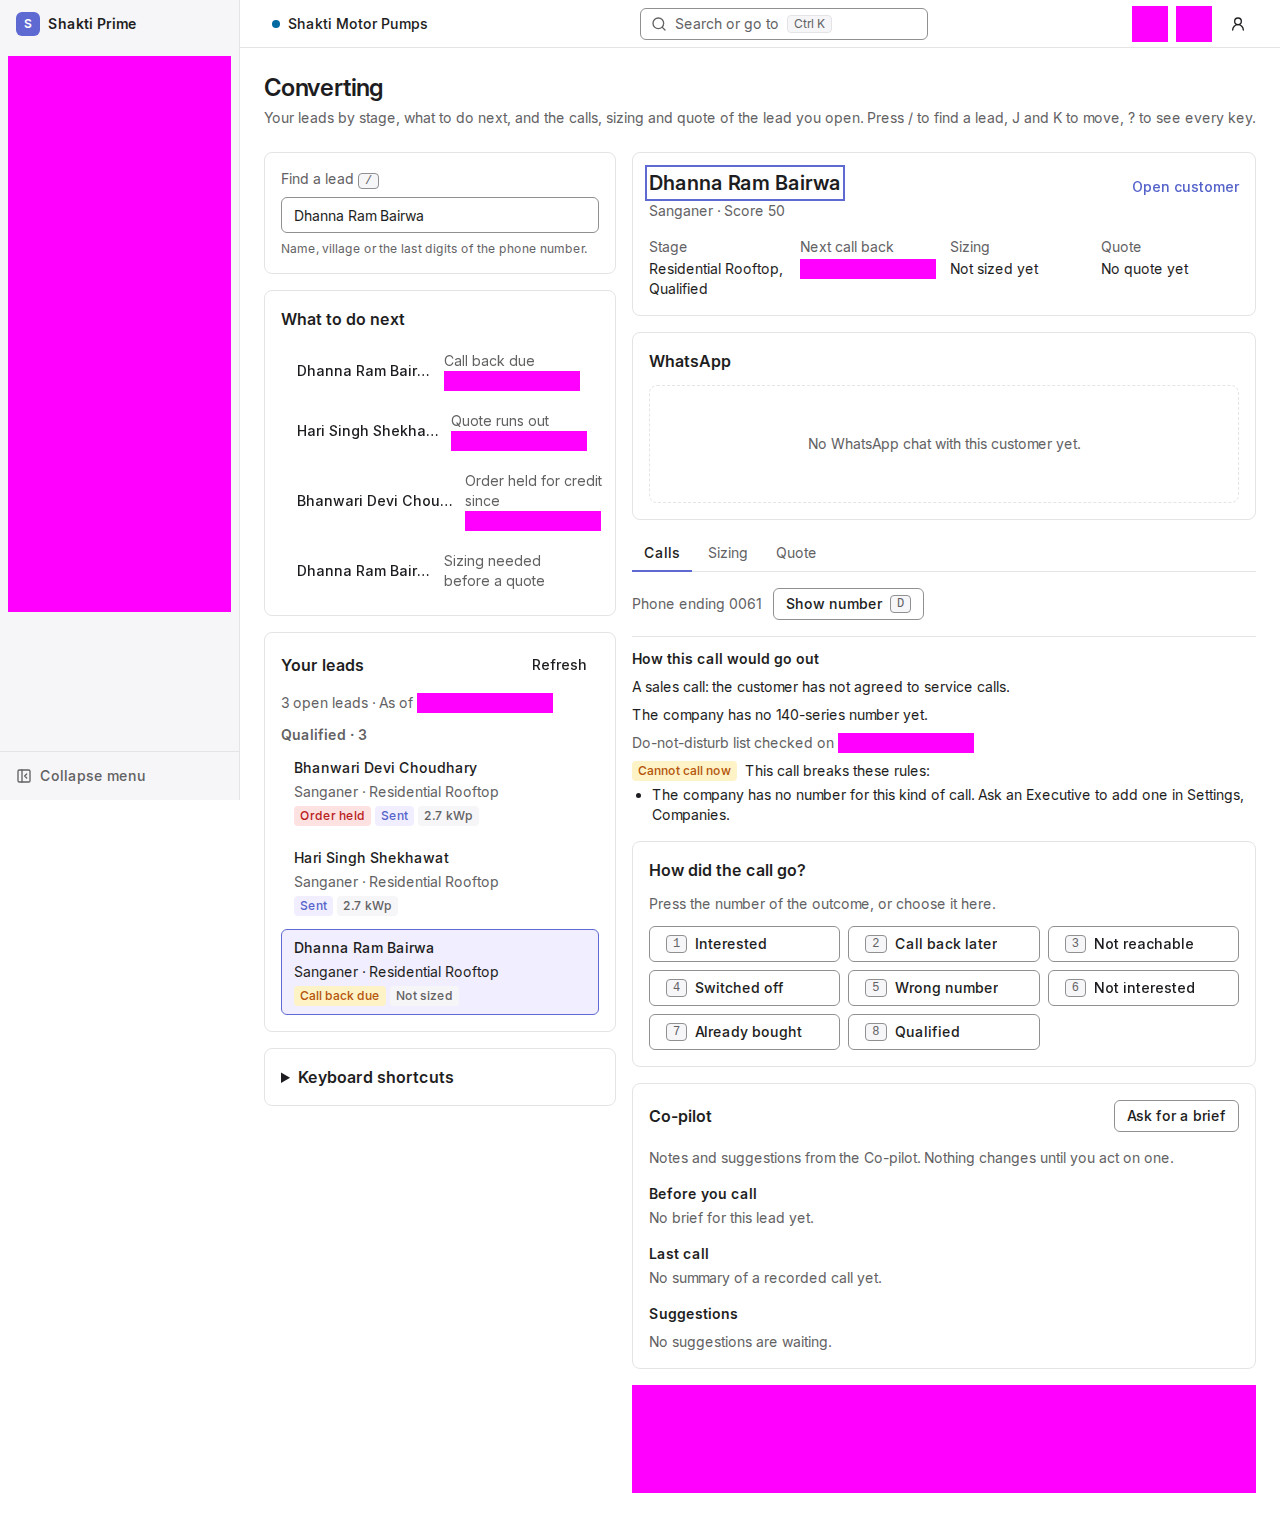 S Shakti Prime
Shakti Motor Pumps
Search or go to Ctrl K
Collapse menu
Converting
Your leads by stage, what to do next, and the calls, sizing and quote of the lead you open. Press / to find a lead, J and K to move, ? to see every key.
Find a lead /
Dhanna Ram Bairwa
Name, village or the last digits of the phone number.
What to do next
Dhanna Ram Bair… Call back due
Hari Singh Shekha… Quote runs out
Bhanwari Devi Chou… Order held for credit
since
Dhanna Ram Bair… Sizing needed
before a quote
Your leads Refresh
3 open leads · As of
Qualified · 3
Bhanwari Devi Choudhary
Sanganer · Residential Rooftop
Order held Sent 2.7 kWp
Hari Singh Shekhawat
Sanganer · Residential Rooftop
Sent 2.7 kWp
Dhanna Ram Bairwa
Sanganer · Residential Rooftop
Call back due Not sized
Keyboard shortcuts
Dhanna Ram Bairwa
Open customer
Sanganer · Score 50
Stage Next call back Sizing Quote
Residential Rooftop, Not sized yet No quote yet
Qualified
WhatsApp
No WhatsApp chat with this customer yet.
Calls Sizing Quote
Phone ending 0061 Show number D
How this call would go out
A sales call: the customer has not agreed to service calls.
The company has no 140-series number yet.
Do-not-disturb list checked on
Cannot call now This call breaks these rules:
• The company has no number for this kind of call. Ask an Executive to add one in Settings,
Companies.
How did the call go?
Press the number of the outcome, or choose it here.
1 Interested 2 Call back later 3 Not reachable
4 Switched off 5 Wrong number 6 Not interested
7 Already bought 8 Qualified
Co-pilot Ask for a brief
Notes and suggestions from the Co-pilot. Nothing changes until you act on one.
Before you call
No brief for this lead yet.
Last call
No summary of a recorded call yet.
Suggestions
No suggestions are waiting.